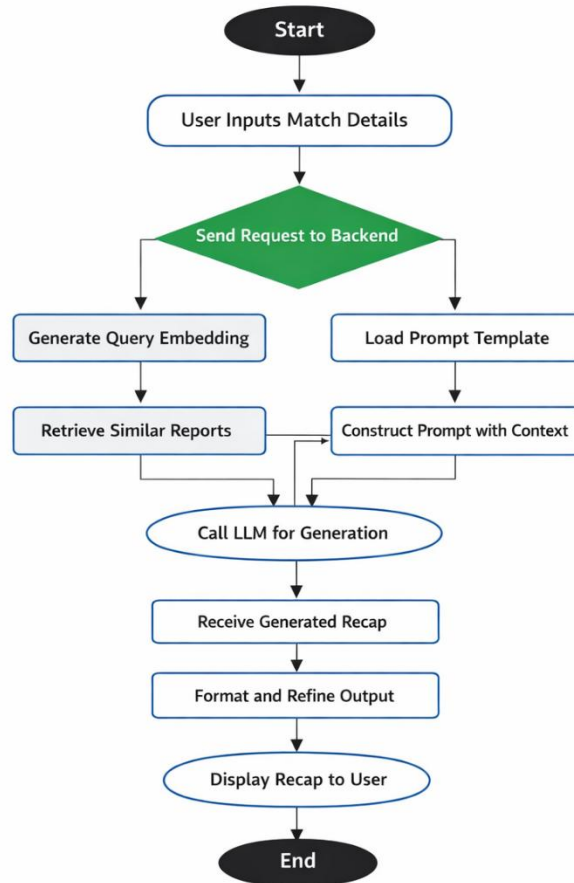 Start
User Inputs Match Details
Send Request to Backend
Generate Query Embedding
Load Prompt Template
Retrieve Similar Reports
Construct Prompt with Context
Call LLM for Generation
Receive Generated Recap
Format and Refine Output
Display Recap to User
End